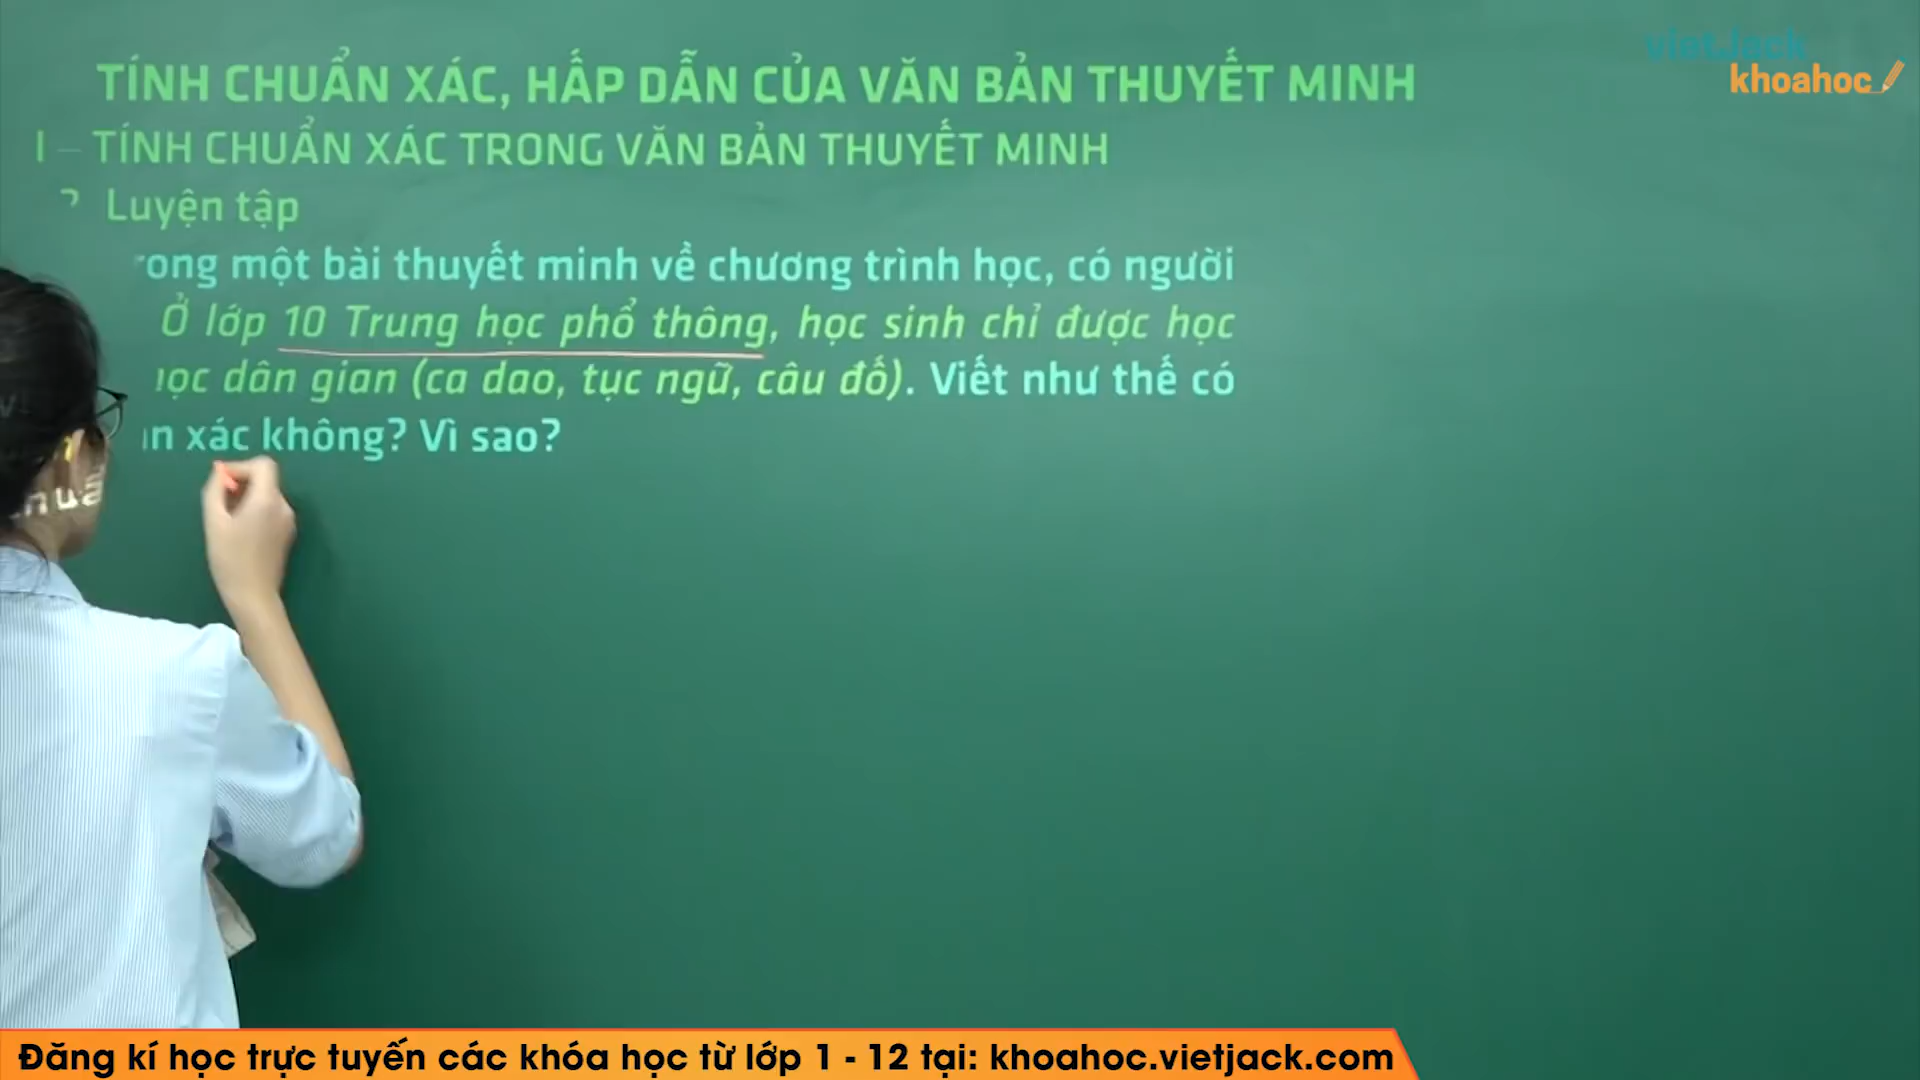 vietjack
khoahoc
TÍNH CHUẨN XÁC, HẤP DẪN CỦA VĂN BẢN THUYẾT MINH
I – TÍNH CHUẨN XÁC TRONG VĂN BẢN THUYẾT MINH
Luyện tập
một bài thuyết minh về chương trình học, có người
Ở lớp 10 Trung học phổ thông, học sinh chỉ được học
dân gian (ca dao, tục ngữ, câu đố). Viết như thế có
xác không? Vì sao?
Đăng kí học trực tuyến các khóa học từ lớp 1 - 12 tại: khoahoc.vietjack.com